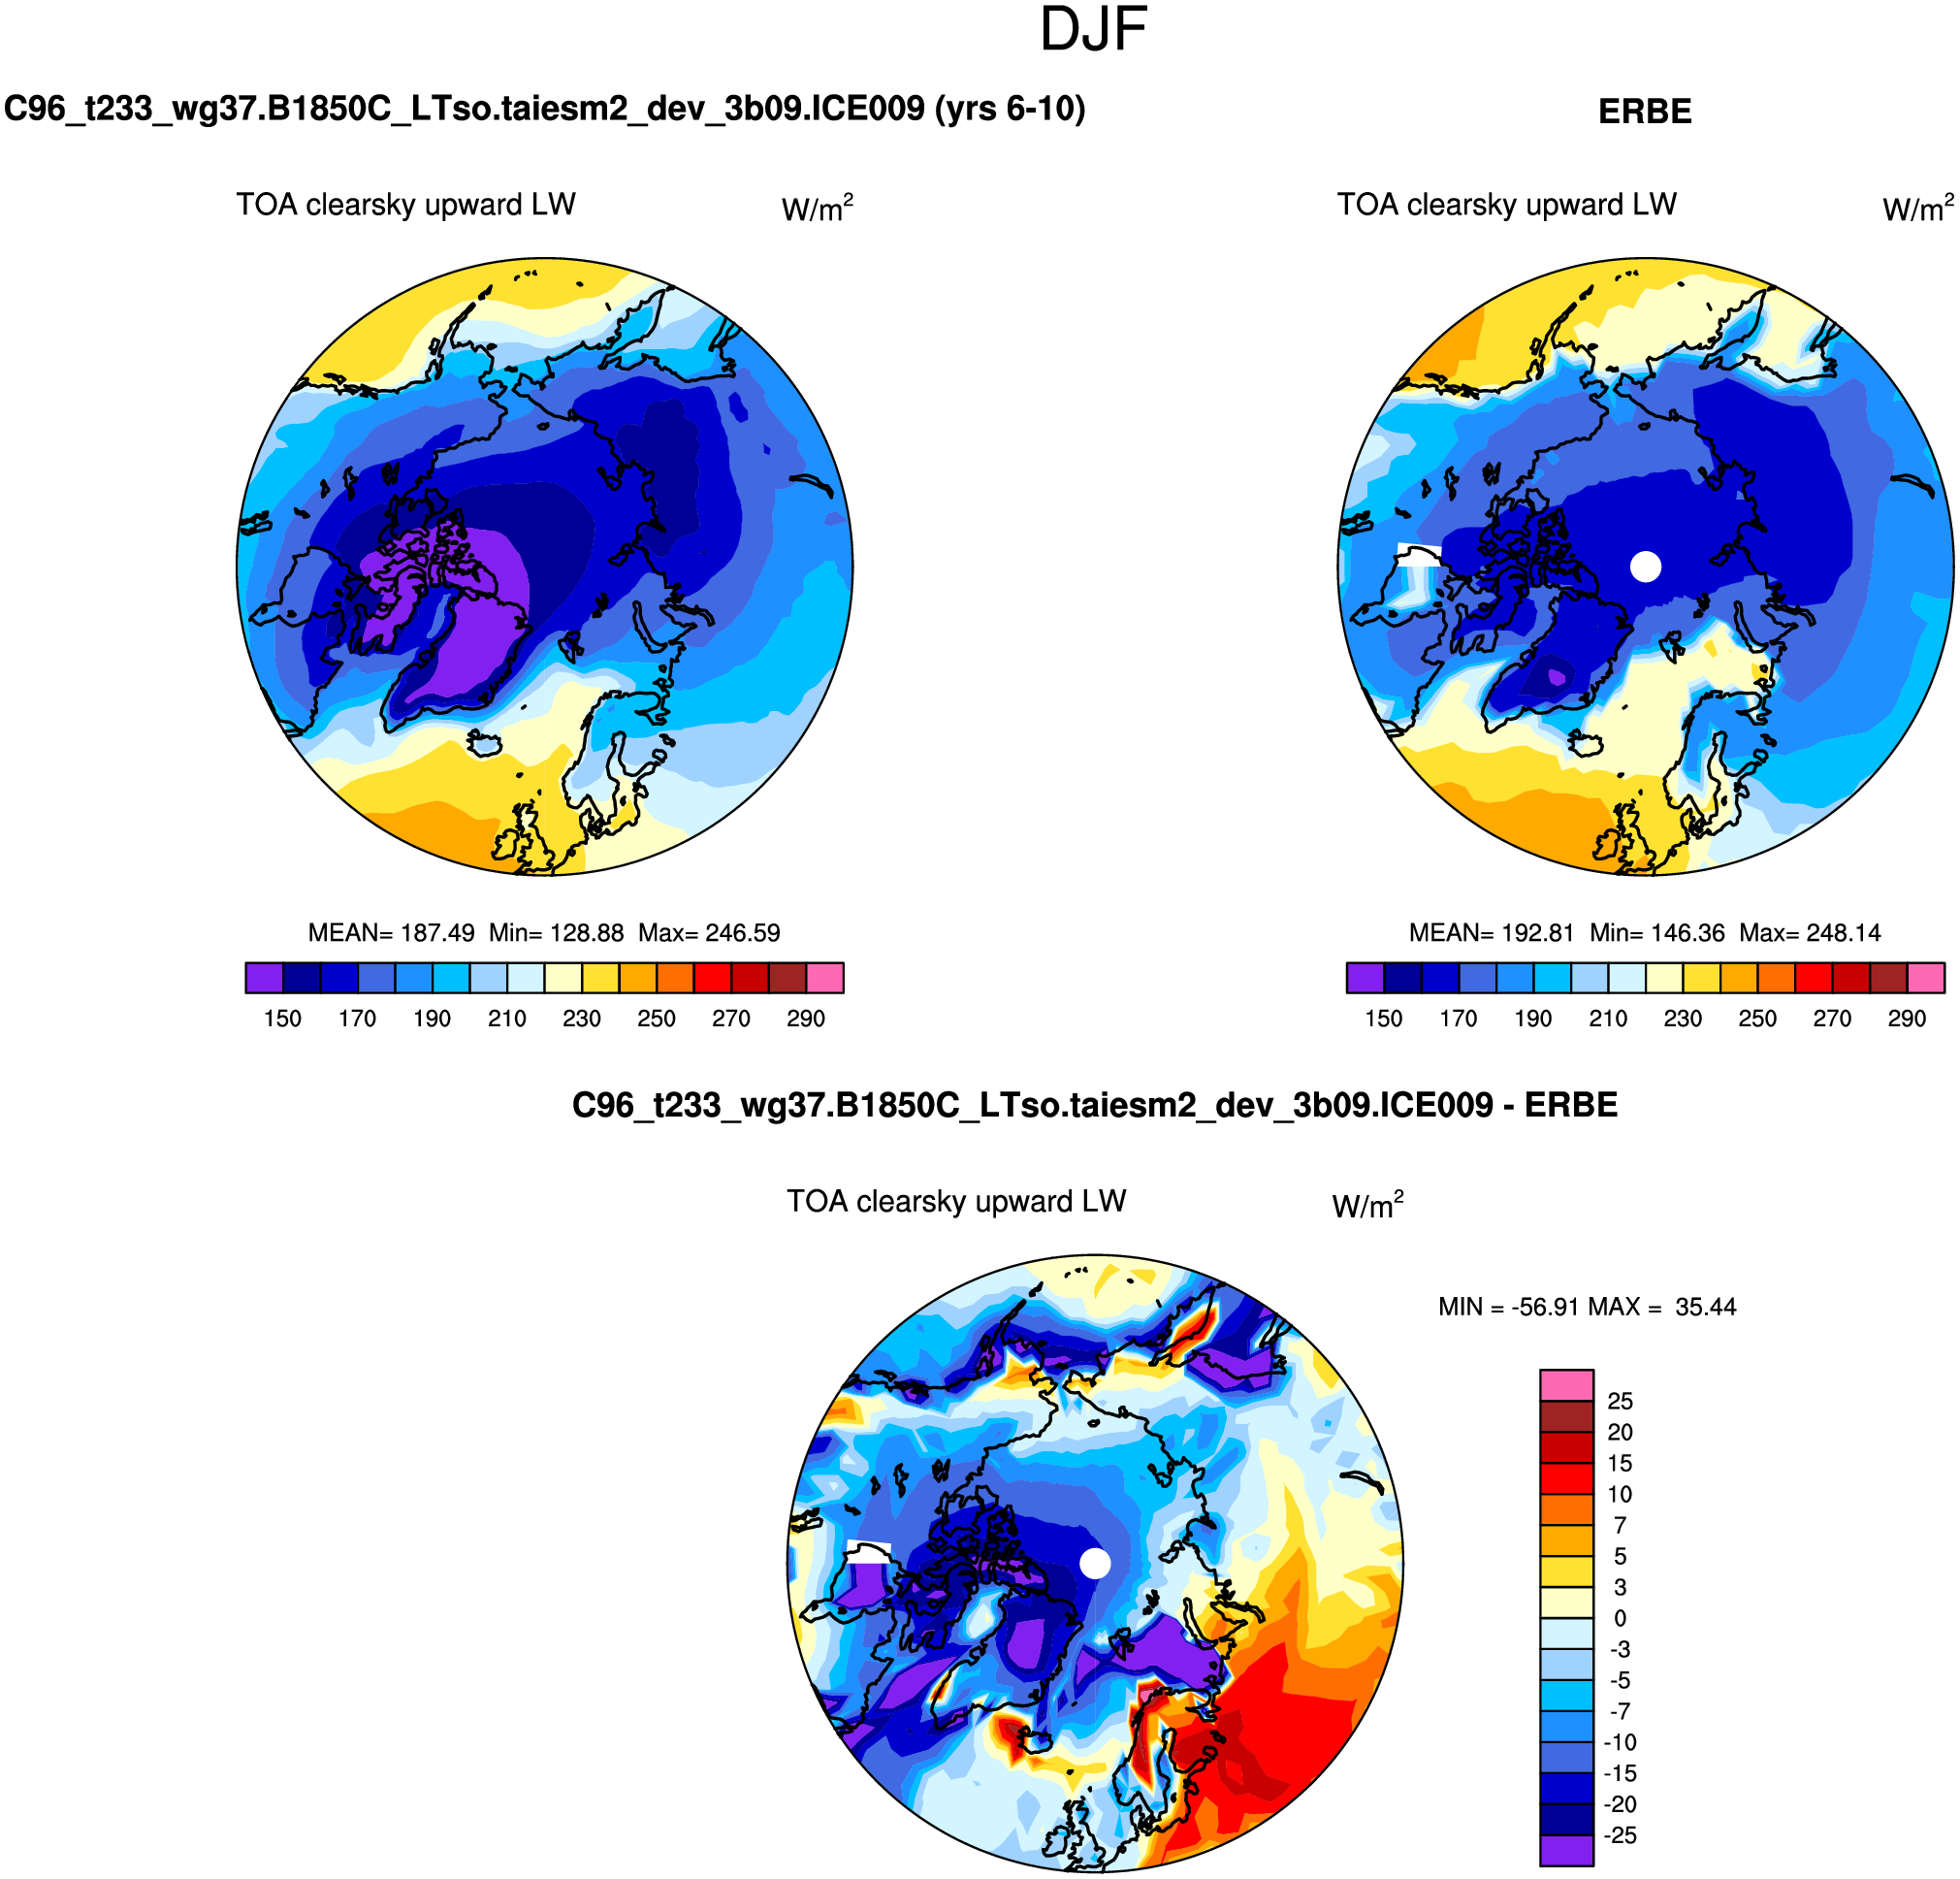 DJF
C96_t233_wg37.B1850C_LTso.taiesm2_dev_3b09.ICE009 (yrs 6-10)
ERBE
TOA clearsky upward LW W/m2
TOA clearsky upward LW W/m2
MEAN= 187.49 Min= 128.88 Max= 246.59
MEAN= 192.81 Min= 146.36 Max= 248.14
150 170 190 210 230 250 270 290
150 170 190 210 230 250 270 290
C96_t233_wg37.B1850C_LTso.taiesm2_dev_3b09.ICE009 - ERBE
TOA clearsky upward LW W/m2
MIN = -56.91 MAX = 35.44
25
20
15
10
7
5
3
0
-3
-5
-7
-10
-15
-20
-25